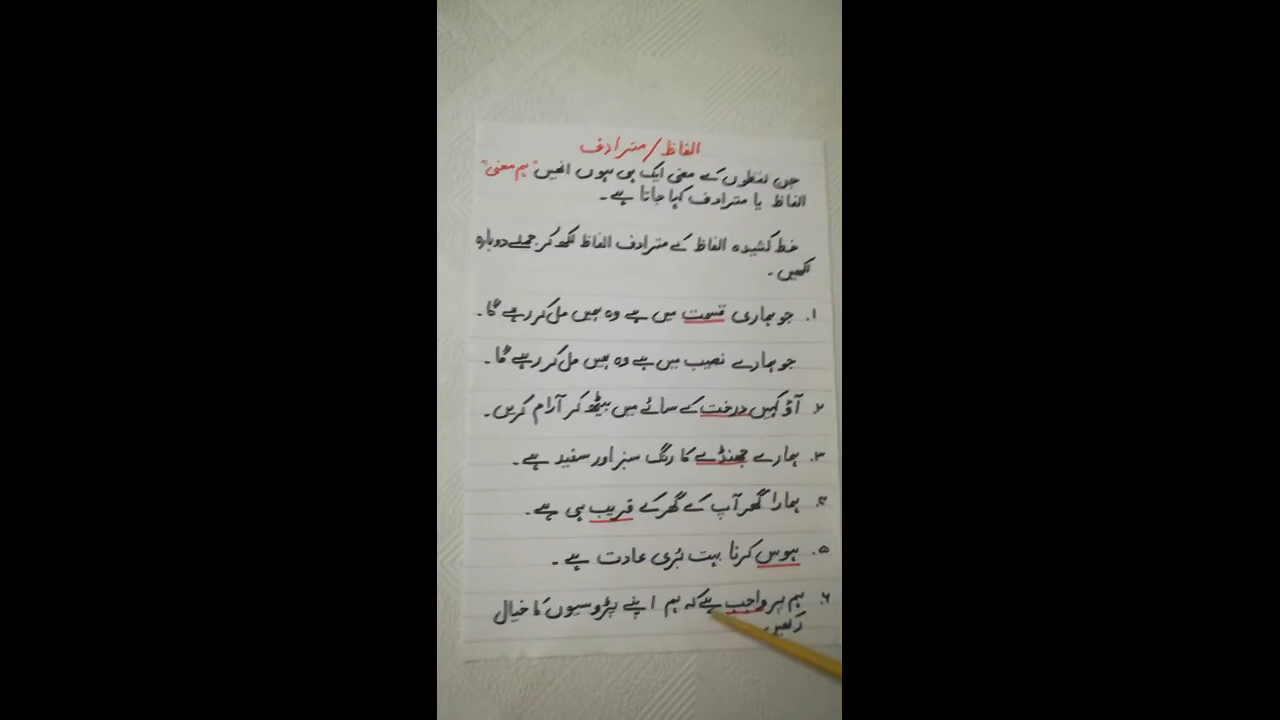 الفاظ/مترادف
جن لفظوں کے معنی ایک ہی ہوں انھیں "ہم معنی"
الفاظ یا مترادف کہا جاتا ہے۔
خط کشیدہ الفاظ کے مترادف الفاظ لکھ کر جملے دوبارہ
لکھیں۔
۱. جو ہماری قسمت میں ہے وہ ہمیں مل کر رہے گا۔
جو ہمارے نصیب میں ہے وہ ہمیں مل کر رہے گا۔
۲. آؤ کہیں درخت کے سائے میں بیٹھ کر آرام کریں۔
۳. ہمارے جھنڈے کا رنگ سبز اور سفید ہے۔
۴. ہمارا گھر آپ کے گھر کے قریب ہی ہے۔
۵. ہوس کرنا بہت بُری عادت ہے۔
۶. ہم پر واجب ہے کہ ہم اپنے پڑوسیوں کا خیال
رکھیں۔